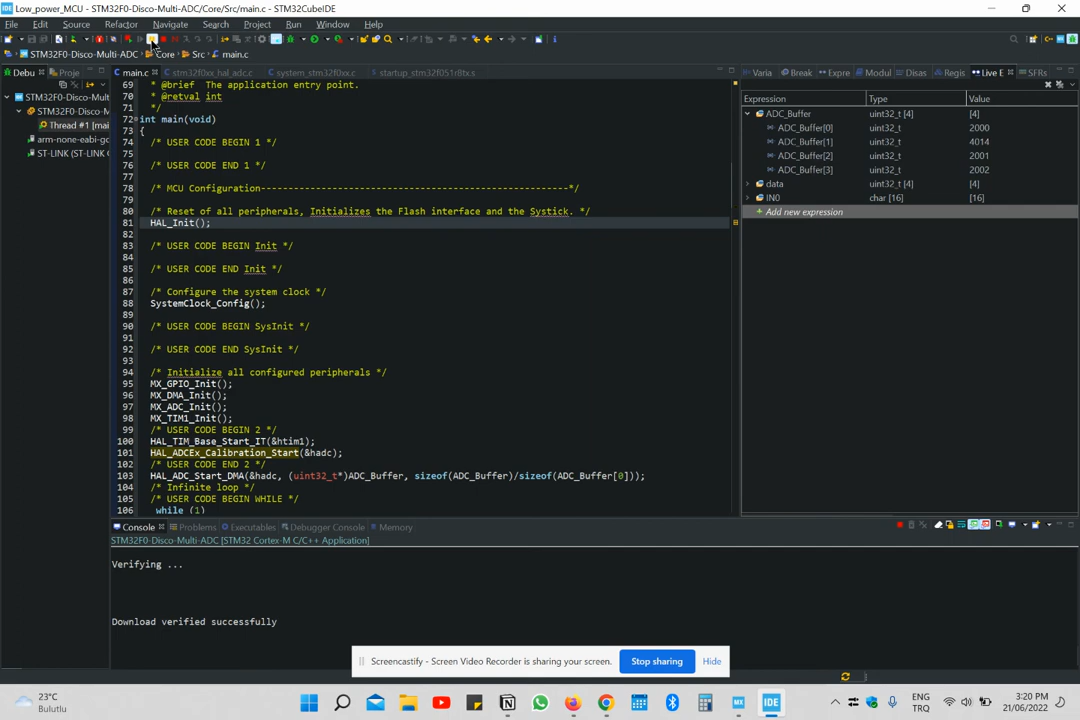 Low_power_MCU - STM32F0-Disco-Multi-ADC/Core/Src/main.c - STM32CubeIDE
File Edit Source Refactor Navigate Search Project Run Window Help
STM32F0-Disco-Multi-ADC Core Src main.c
Debu Proje
STM32F0-Disco-Mult
STM32F0-Disco-M
Thread #1 [mai
arm-none-eabi-gc
ST-LINK (ST-LINK G
main.c stm32f0xx_hal_adc.c system_stm32f0xx.c startup_stm32f051r8tx.s
69 * @brief The application entry point.
70 * @retval int
71 */
72 int main(void)
73 {
74 /* USER CODE BEGIN 1 */
75
76 /* USER CODE END 1 */
77
78 /* MCU Configuration--------------------------------------------------------*/
79
80 /* Reset of all peripherals, Initializes the Flash interface and the Systick. */
81 HAL_Init();
82
83 /* USER CODE BEGIN Init */
84
85 /* USER CODE END Init */
86
87 /* Configure the system clock */
88 SystemClock_Config();
89
90 /* USER CODE BEGIN SysInit */
91
92 /* USER CODE END SysInit */
93
94 /* Initialize all configured peripherals */
95 MX_GPIO_Init();
96 MX_DMA_Init();
97 MX_ADC_Init();
98 MX_TIM1_Init();
99 /* USER CODE BEGIN 2 */
100 HAL_TIM_Base_Start_IT(&htim1);
101 HAL_ADCEx_Calibration_Start(&hadc);
102 /* USER CODE END 2 */
103 HAL_ADC_Start_DMA(&hadc, (uint32_t*)ADC_Buffer, sizeof(ADC_Buffer)/sizeof(ADC_Buffer[0]));
104 /* Infinite loop */
105 /* USER CODE BEGIN WHILE */
106 while (1)
Varia Break Expre Modul Disas Regis Live E SFRs
Expression Type Value
ADC_Buffer uint32_t [4] [4]
ADC_Buffer[0] uint32_t 2000
ADC_Buffer[1] uint32_t 4014
ADC_Buffer[2] uint32_t 2001
ADC_Buffer[3] uint32_t 2002
data uint32_t [4] [4]
IN0 char [16] [16]
Add new expression
Console Problems Executables Debugger Console Memory
STM32F0-Disco-Multi-ADC [STM32 Cortex-M C/C++ Application]
Verifying ...
Download verified successfully
Screencastify - Screen Video Recorder is sharing your screen. Stop sharing Hide
23°C
Bulutlu
MX IDE
ENG
TRQ
3:20 PM
21/06/2022